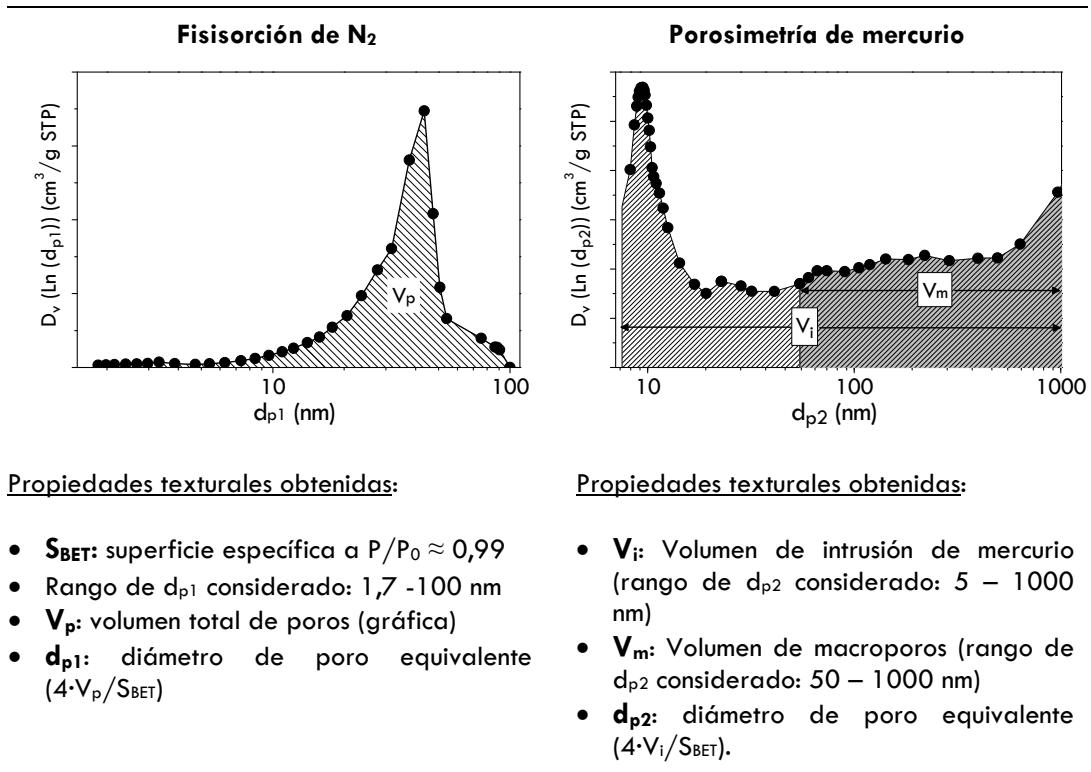 Fisisorción de N₂
Porosimetría de mercurio
Dᵥ (Ln (dₚ₁)) (cm³/g STP)
Vₚ
10
100
dₚ₁ (nm)
Dᵥ (Ln (dₚ₂)) (cm³/g STP)
Vₘ
Vᵢ
10
100
1000
dₚ₂ (nm)
Propiedades texturales obtenidas:
• S_BET: superficie específica a P/P₀ ≈ 0,99
• Rango de dₚ₁ considerado: 1,7 -100 nm
• Vₚ: volumen total de poros (gráfica)
• dₚ₁: diámetro de poro equivalente
(4·Vₚ/S_BET)
Propiedades texturales obtenidas:
• Vᵢ: Volumen de intrusión de mercurio
(rango de dₚ₂ considerado: 5 – 1000
nm)
• Vₘ: Volumen de macroporos (rango de
dₚ₂ considerado: 50 – 1000 nm)
• dₚ₂: diámetro de poro equivalente
(4·Vᵢ/S_BET).